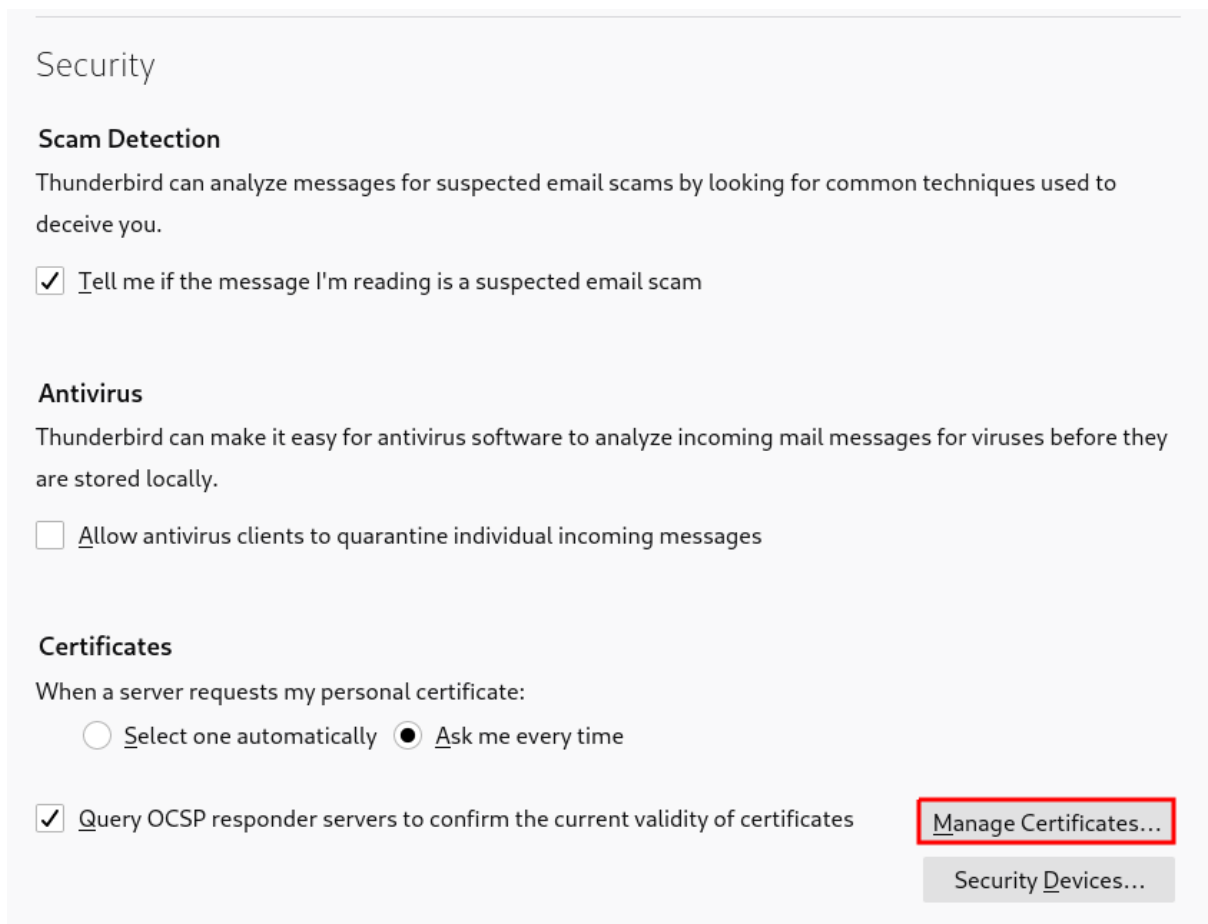 Security
Scam Detection
Thunderbird can analyze messages for suspected email scams by looking for common techniques used to
deceive you.
Tell me if the message I'm reading is a suspected email scam
Antivirus
Thunderbird can make it easy for antivirus software to analyze incoming mail messages for viruses before they
are stored locally.
Allow antivirus clients to quarantine individual incoming messages
Certificates
When a server requests my personal certificate:
Select one automatically Ask me every time
Query OCSP responder servers to confirm the current validity of certificates Manage Certificates...
Security Devices...